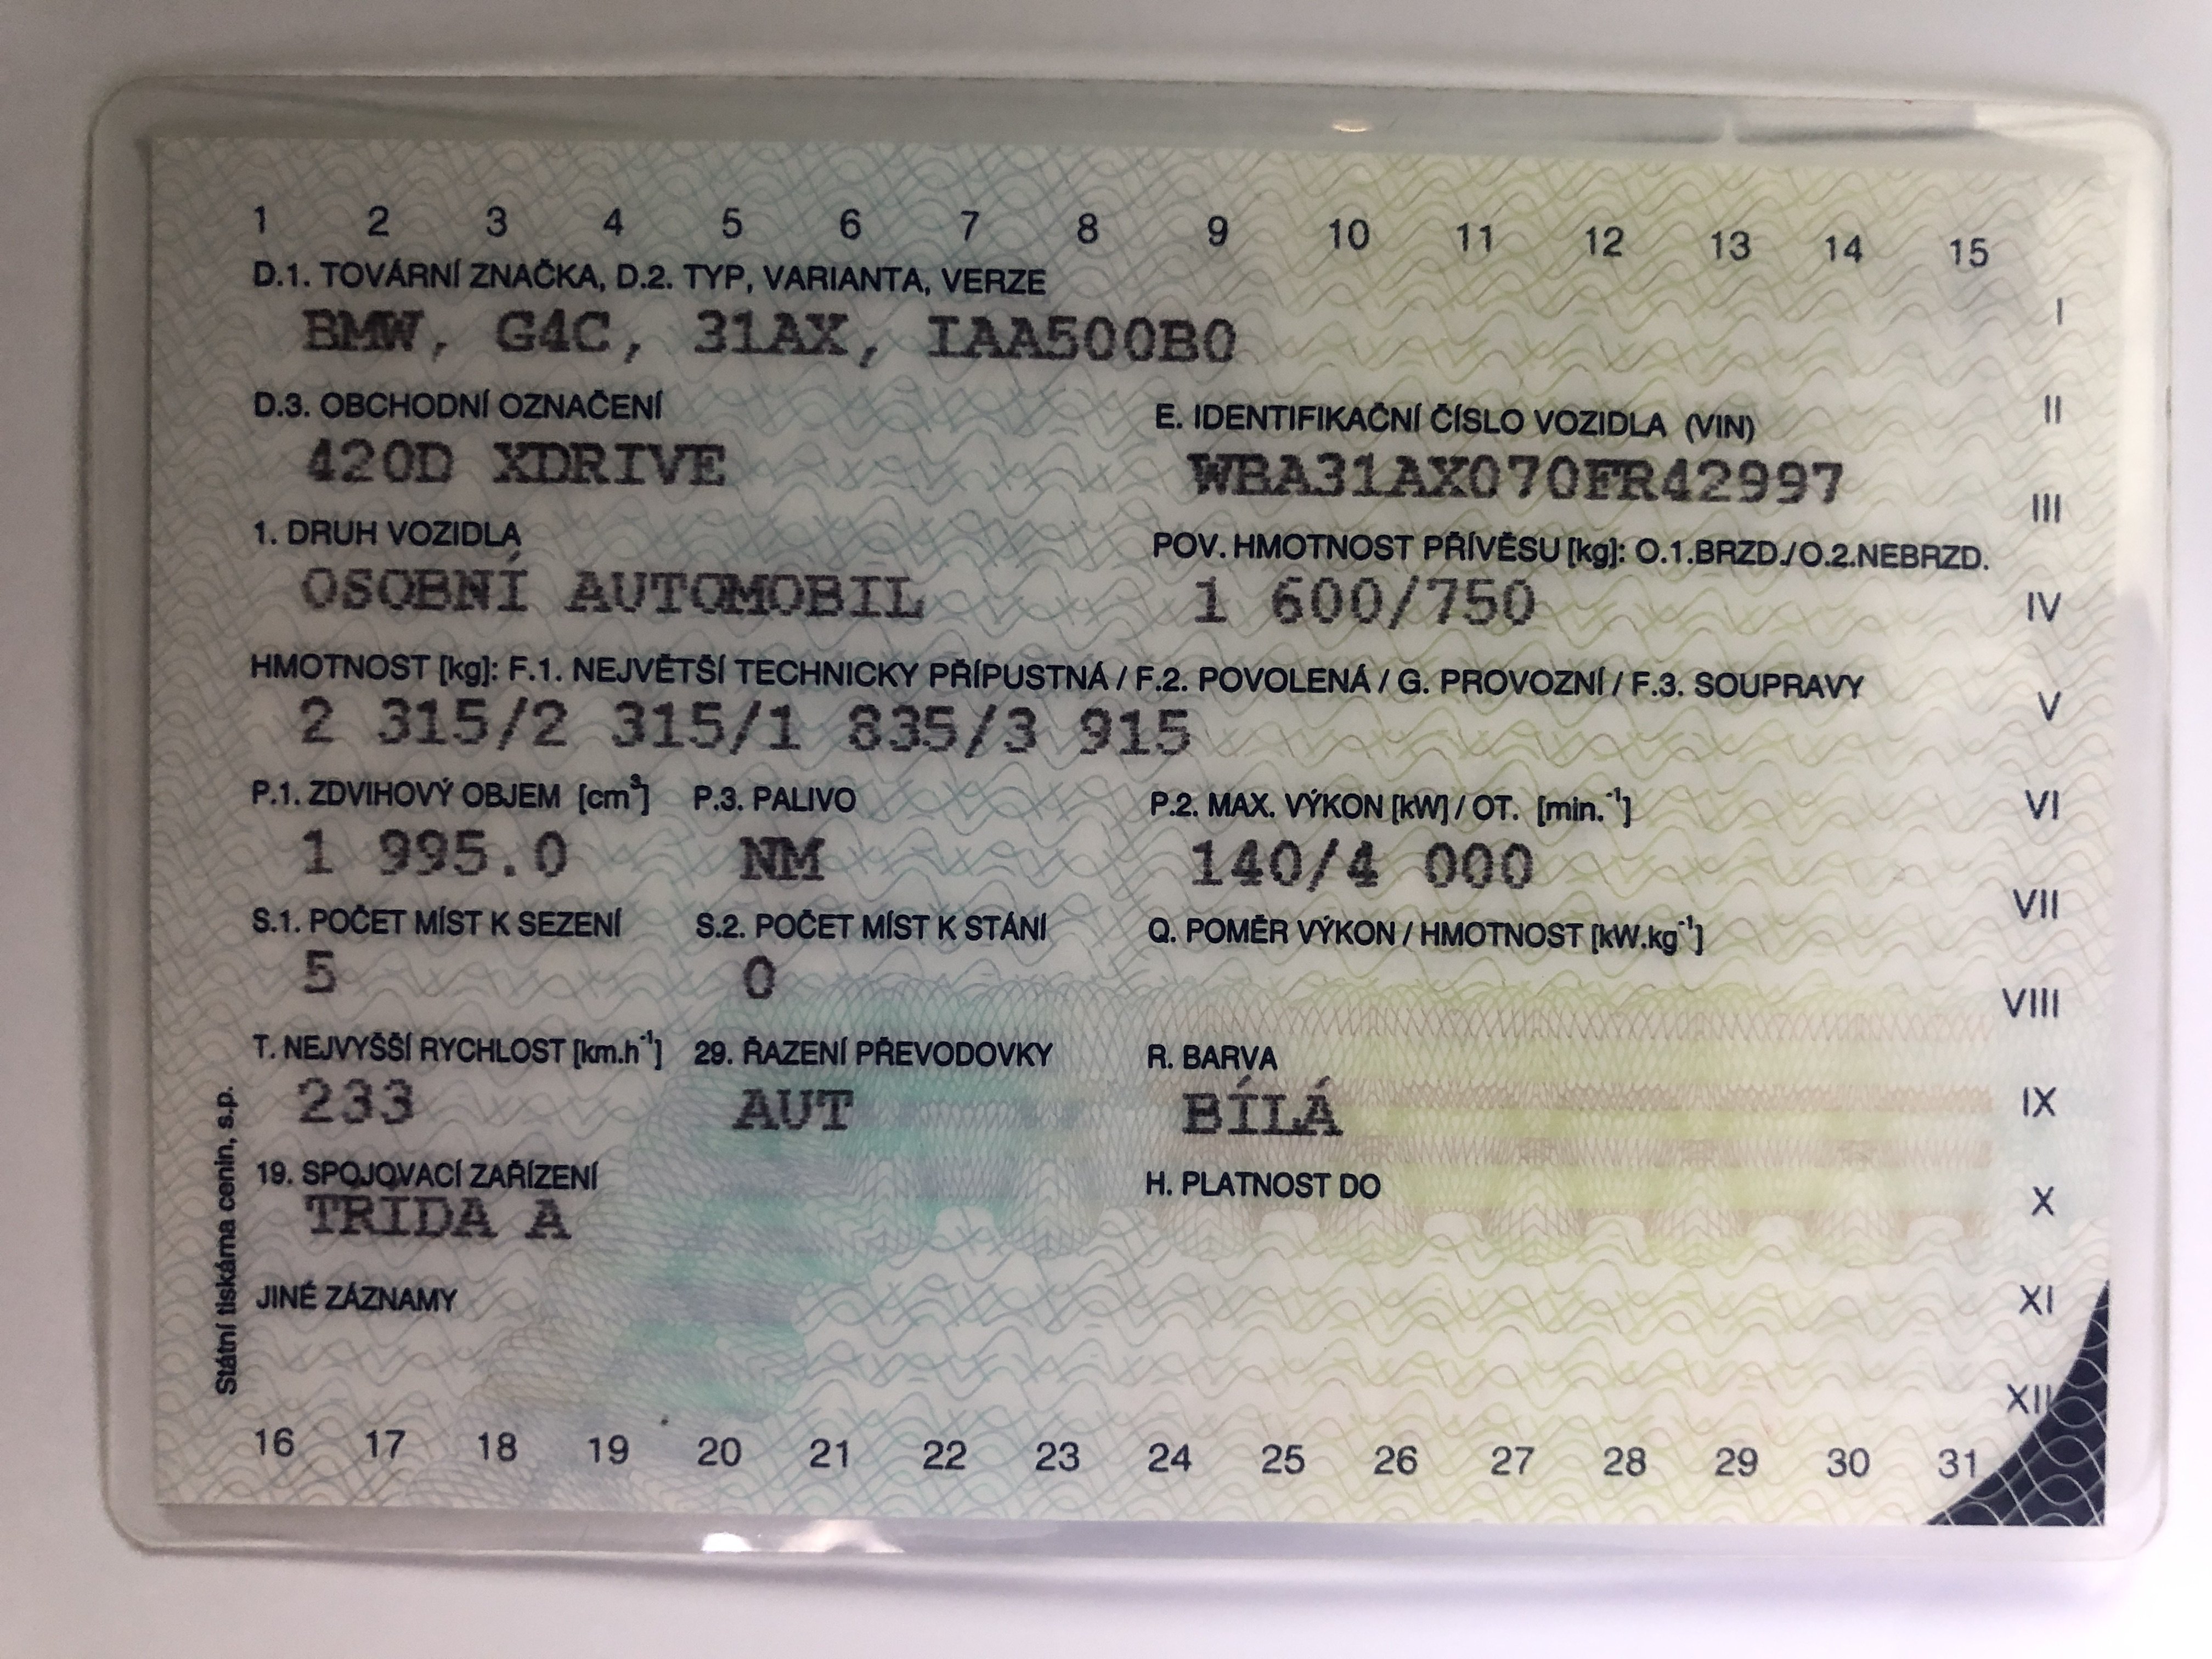 1 2 3 4 5 6 7 8 9 10 11 12 13 14 15
D.1. TOVÁRNÍ ZNAČKA, D.2. TYP, VARIANTA, VERZE
I
BMW, G4C, 31AX, IAA500B0
D.3. OBCHODNÍ OZNAČENÍ E. IDENTIFIKAČNÍ ČÍSLO VOZIDLA (VIN) II
420D XDRIVE WBA31AX070FR42997
III
1. DRUH VOZIDLA POV. HMOTNOST PŘÍVĚSU [kg]: O.1.BRZD./O.2.NEBRZD.
OSOBNÍ AUTOMOBIL 1 600/750 IV
HMOTNOST [kg]: F.1. NEJVĚTŠÍ TECHNICKY PŘÍPUSTNÁ / F.2. POVOLENÁ / G. PROVOZNÍ / F.3. SOUPRAVY
2 315/2 315/1 835/3 915 V
P.1. ZDVIHOVÝ OBJEM [cm³] P.3. PALIVO P.2. MAX. VÝKON [kW] / OT. [min.⁻¹] VI
1 995.0 NM 140/4 000
S.1. POČET MÍST K SEZENÍ S.2. POČET MÍST K STÁNÍ Q. POMĚR VÝKON / HMOTNOST [kW.kg⁻¹] VII
5 0
VIII
T. NEJVYŠŠÍ RYCHLOST [km.h⁻¹] 29. ŘAZENÍ PŘEVODOVKY R. BARVA
233 AUT BÍLÁ IX
19. SPOJOVACÍ ZAŘÍZENÍ H. PLATNOST DO X
TŘÍDA A
JINÉ ZÁZNAMY XI
XII
16 17 18 19 20 21 22 23 24 25 26 27 28 29 30 31
Státní tiskárna cenin, s.p.